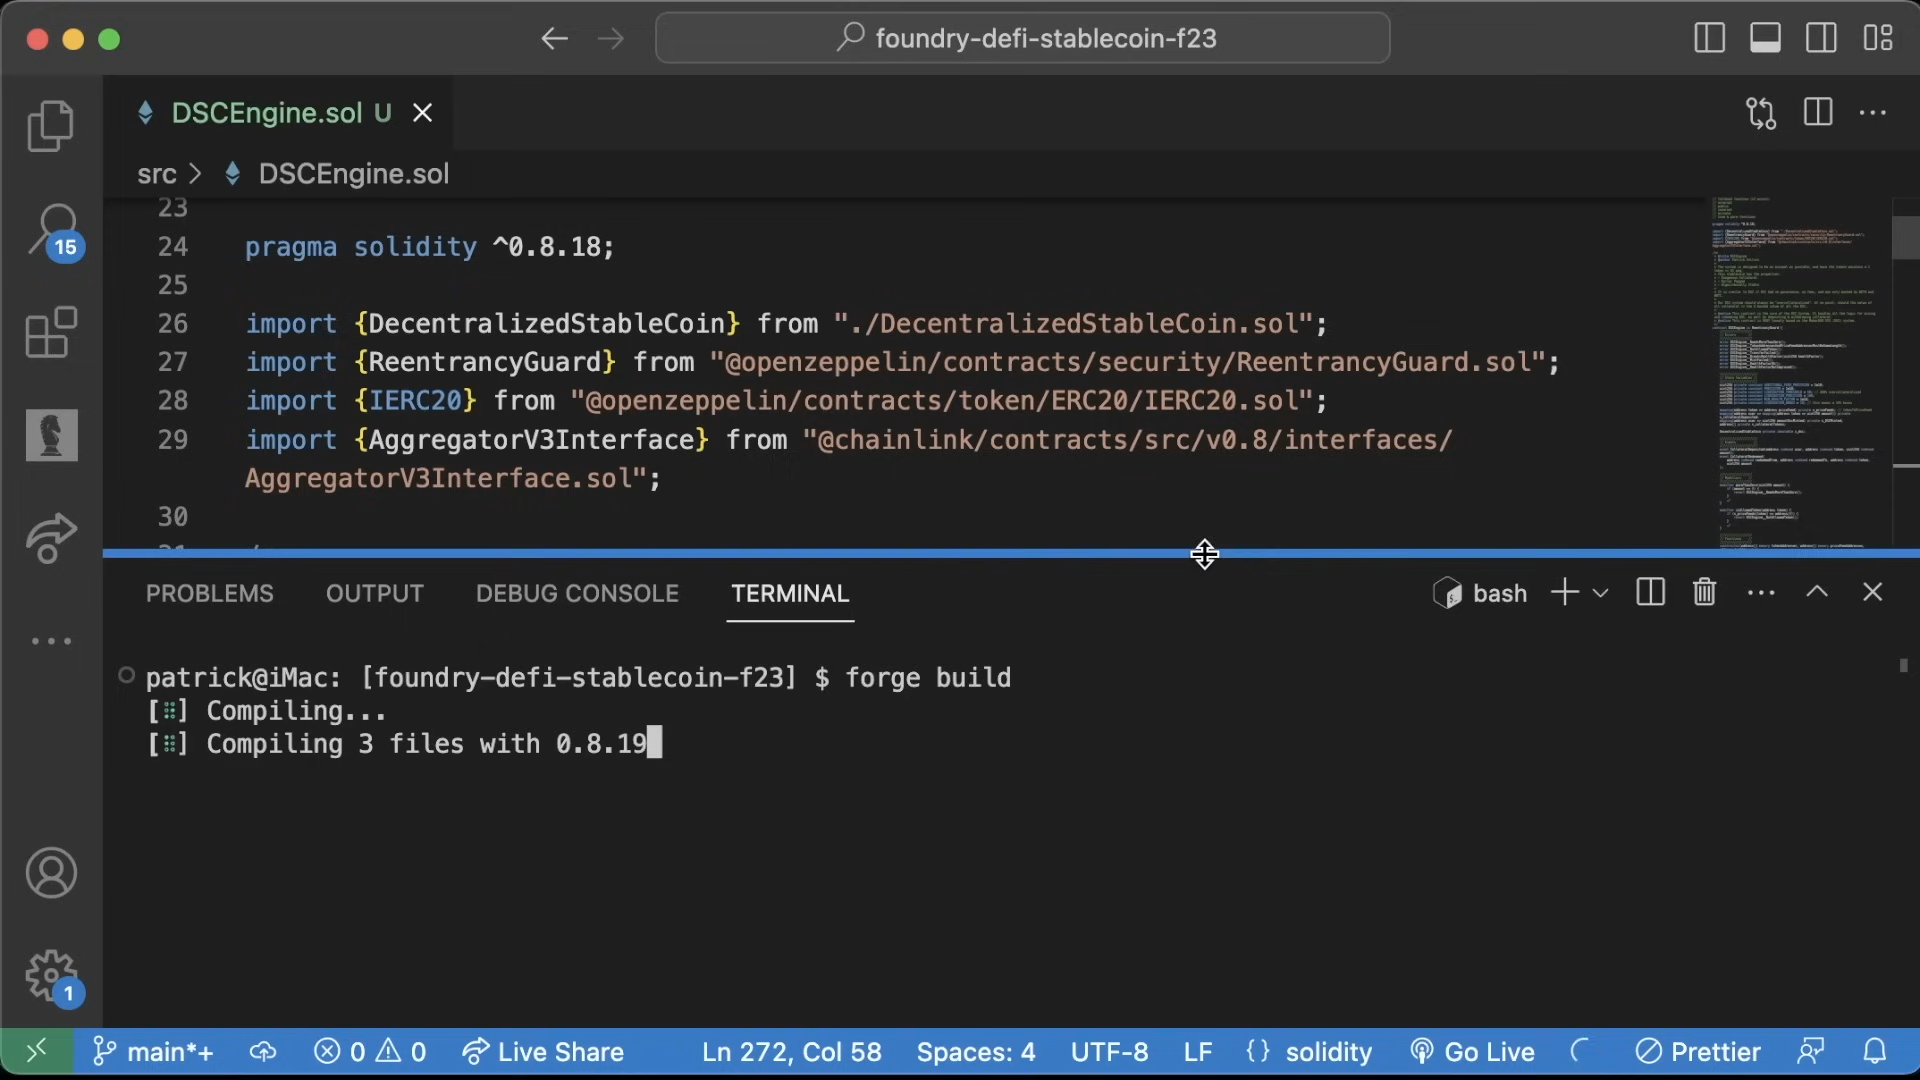 foundry-defi-stablecoin-f23
DSCEngine.sol U
src > DSCEngine.sol
15
23
24 pragma solidity ^0.8.18;
25
26 import {DecentralizedStableCoin} from "./DecentralizedStableCoin.sol";
27 import {ReentrancyGuard} from "@openzeppelin/contracts/security/ReentrancyGuard.sol";
28 import {IERC20} from "@openzeppelin/contracts/token/ERC20/IERC20.sol";
29 import {AggregatorV3Interface} from "@chainlink/contracts/src/v0.8/interfaces/
AggregatorV3Interface.sol";
30
PROBLEMS OUTPUT DEBUG CONSOLE TERMINAL bash
patrick@iMac: [foundry-defi-stablecoin-f23] $ forge build
[⠿] Compiling...
[⠿] Compiling 3 files with 0.8.19
1
main*+ 0 0 Live Share Ln 272, Col 58 Spaces: 4 UTF-8 LF {} solidity Go Live Prettier